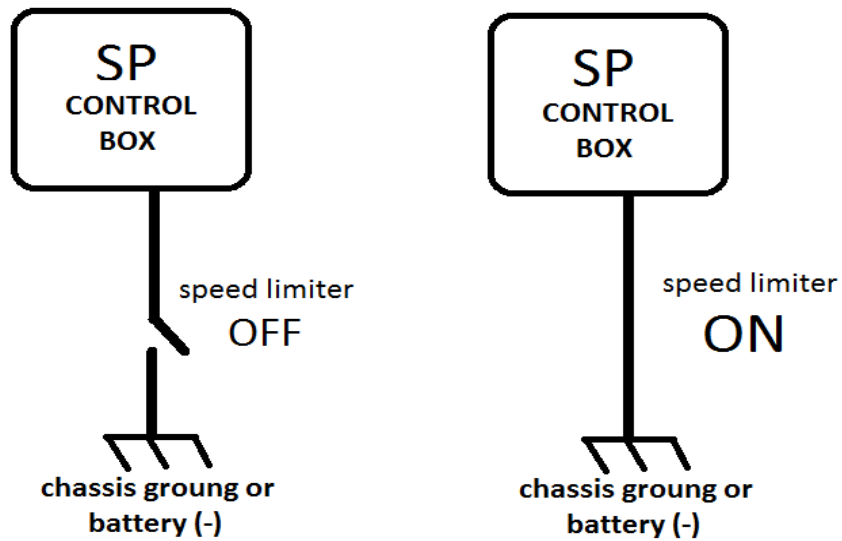 SP
CONTROL
BOX
speed limiter
OFF
chassis groung or
battery (-)
SP
CONTROL
BOX
speed limiter
ON
chassis groung or
battery (-)